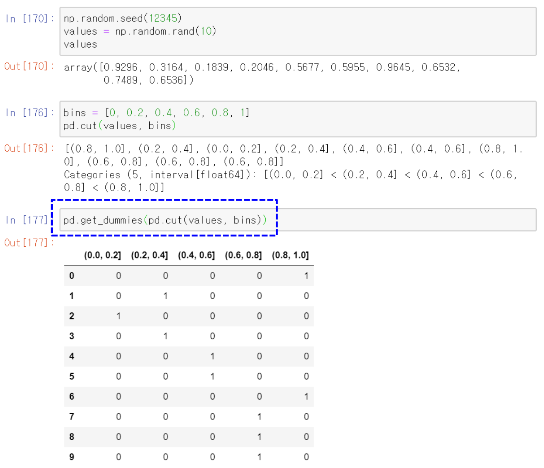 In [170]: np.random.seed(12345)
values = np.random.rand(10)
values
Out[170]: array([0.9296, 0.3164, 0.1839, 0.2046, 0.5677, 0.5955, 0.9645, 0.6532,
0.7489, 0.6536])
In [176]: bins = [0, 0.2, 0.4, 0.6, 0.8, 1]
pd.cut(values, bins)
Out[176]: [(0.8, 1.0], (0.2, 0.4], (0.0, 0.2], (0.2, 0.4], (0.4, 0.6], (0.4, 0.6], (0.8, 1.
0], (0.6, 0.8], (0.6, 0.8], (0.6, 0.8]]
Categories (5, interval[float64]): [(0.0, 0.2] < (0.2, 0.4] < (0.4, 0.6] < (0.6,
0.8] < (0.8, 1.0]]
In [177] pd.get_dummies(pd.cut(values, bins))
Out[177]:
(0.0, 0.2] (0.2, 0.4] (0.4, 0.6] (0.6, 0.8] (0.8, 1.0]
0 0 0 0 0 1
1 0 1 0 0 0
2 1 0 0 0 0
3 0 1 0 0 0
4 0 0 1 0 0
5 0 0 1 0 0
6 0 0 0 0 1
7 0 0 0 1 0
8 0 0 0 1 0
9 0 0 0 1 0